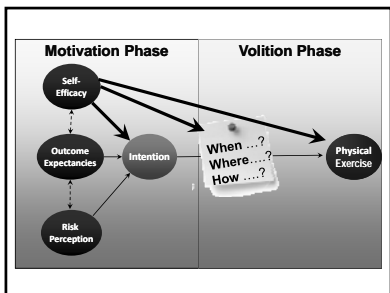 Motivation Phase
Volition Phase
Self-
Efficacy
Outcome
Expectancies
Intention
When ...?
Where....?
How ....?
Physical
Exercise
Risk
Perception